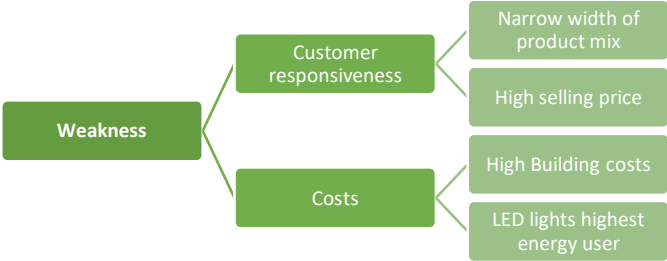 Weakness
Customer
responsiveness
Narrow width of
product mix
High selling price
Costs
High Building costs
LED lights highest
energy user